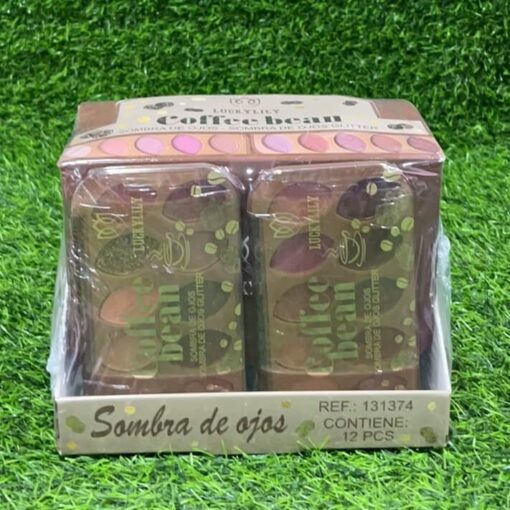 LUCKYLILY
Coffee bean
SOMBRA DE OJOS - SOMBRA DE OJOS GLITTER
LUCKYLILY
Coffee
bean
SOMBRA DE OJOS
SOMBRA DE OJOS GLITTER
LUCKYLILY
Coffee
bean
SOMBRA DE OJOS
SOMBRA DE OJOS GLITTER
Sombra de ojos
REF.: 131374
CONTIENE:
12 PCS